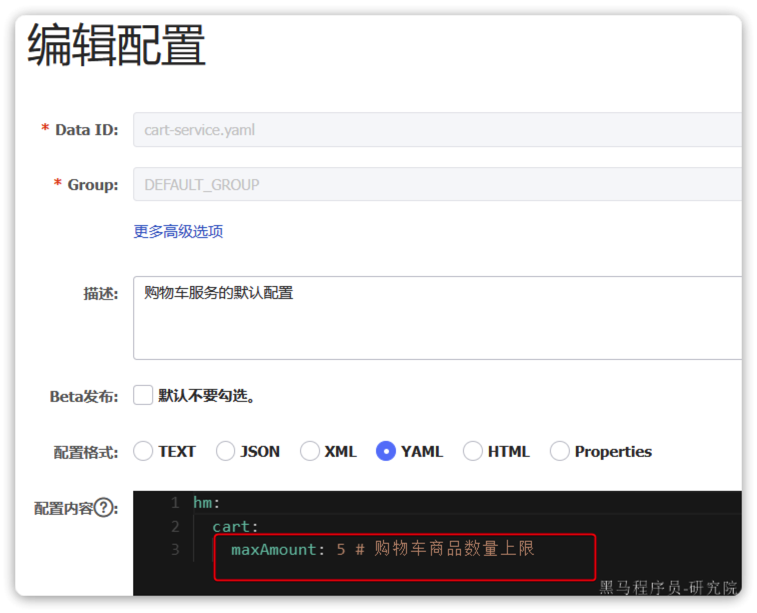 编辑配置
* Data ID: cart-service.yaml
* Group: DEFAULT_GROUP
更多高级选项
描述: 购物车服务的默认配置
Beta发布: 默认不要勾选。
配置格式: TEXT JSON XML YAML HTML Properties
配置内容?: 1 hm:
2 cart:
3 maxAmount: 5 # 购物车商品数量上限
黑马程序员-研究院